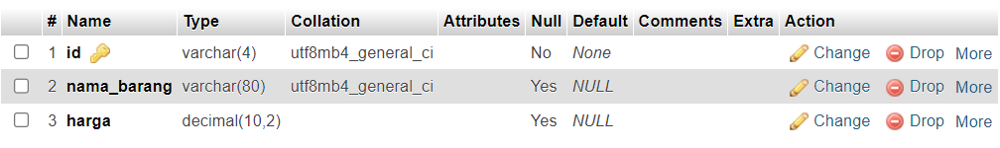 # Name Type Collation Attributes Null Default Comments Extra Action
1 id varchar(4) utf8mb4_general_ci No None Change Drop More
2 nama_barang varchar(80) utf8mb4_general_ci Yes NULL Change Drop More
3 harga decimal(10,2) Yes NULL Change Drop More